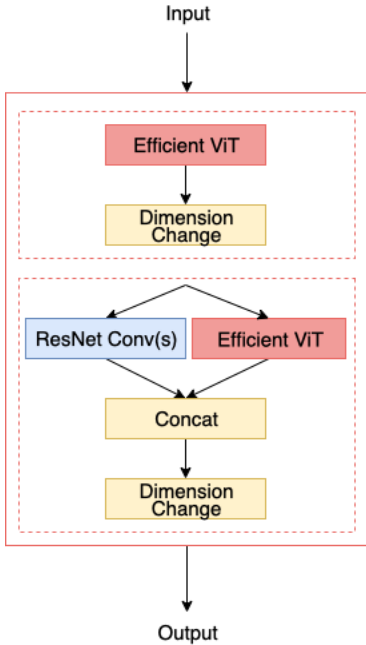 Input
Efficient ViT
Dimension
Change
ResNet Conv(s)
Efficient ViT
Concat
Dimension
Change
Output